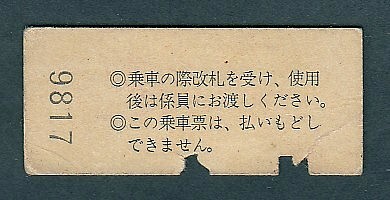 ◎乗車の際改札を受け、使用
後は係員にお渡しください。
◎この乗車票は、払いもどし
できません。
9817